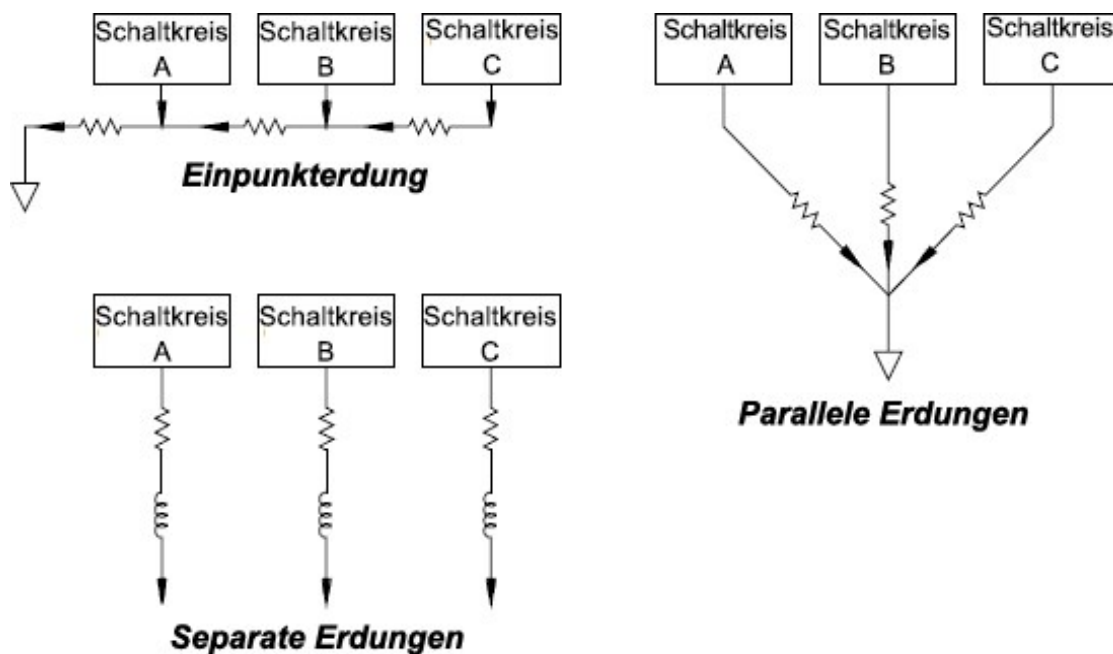 Schaltkreis
A
Schaltkreis
B
Schaltkreis
C
Einpunkterdung
Schaltkreis
A
Schaltkreis
B
Schaltkreis
C
Parallele Erdungen
Schaltkreis
A
Schaltkreis
B
Schaltkreis
C
Separate Erdungen